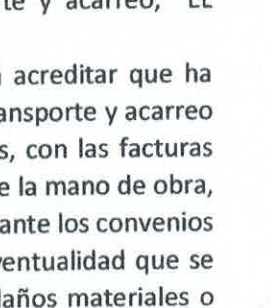 te y acarreo, EL
acreditar que ha
ansporte y acarreo
s, con las facturas
e la mano de obra,
ante los convenios
entualidad que se
años materiales o